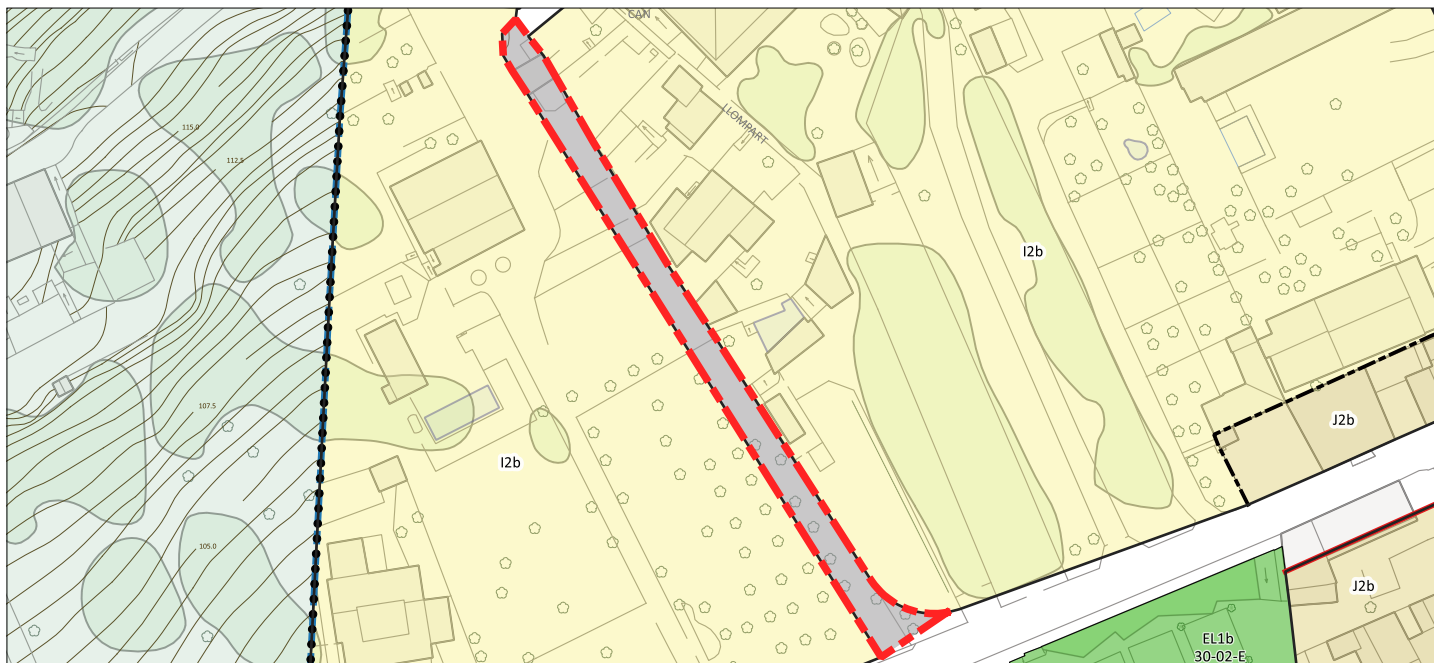 CAN
LLOMPART
115.0
112.5
I2b
107.5
J2b
I2b
105.0
J2b
EL1b
30-02-E